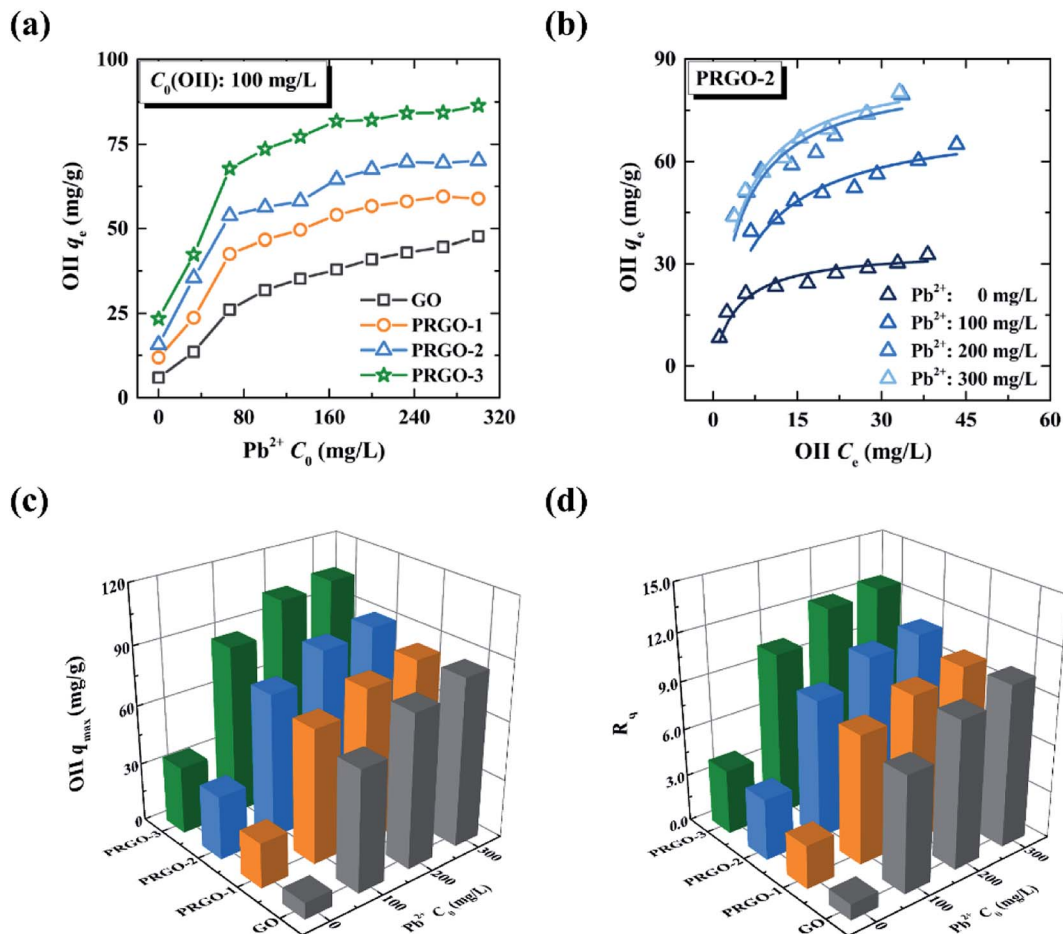 (a)
100
75
50
25
0
OII qₑ (mg/g)
C₀(OII): 100 mg/L
GO
PRGO-1
PRGO-2
PRGO-3
0 80 160 240 320
Pb²⁺ C₀ (mg/L)
(b)
90
60
30
0
OII qₑ (mg/g)
PRGO-2
Pb²⁺: 0 mg/L
Pb²⁺: 100 mg/L
Pb²⁺: 200 mg/L
Pb²⁺: 300 mg/L
0 15 30 45 60
OII Cₑ (mg/L)
(c)
120
90
60
30
0
OII qₘₐₓ (mg/g)
PRGO-3
PRGO-2
PRGO-1
GO
0
100
200
300
Pb²⁺ C₀ (mg/L)
(d)
15.0
12.0
9.0
6.0
3.0
0.0
R_q
PRGO-3
PRGO-2
PRGO-1
GO
0
100
200
300
Pb²⁺ C₀ (mg/L)